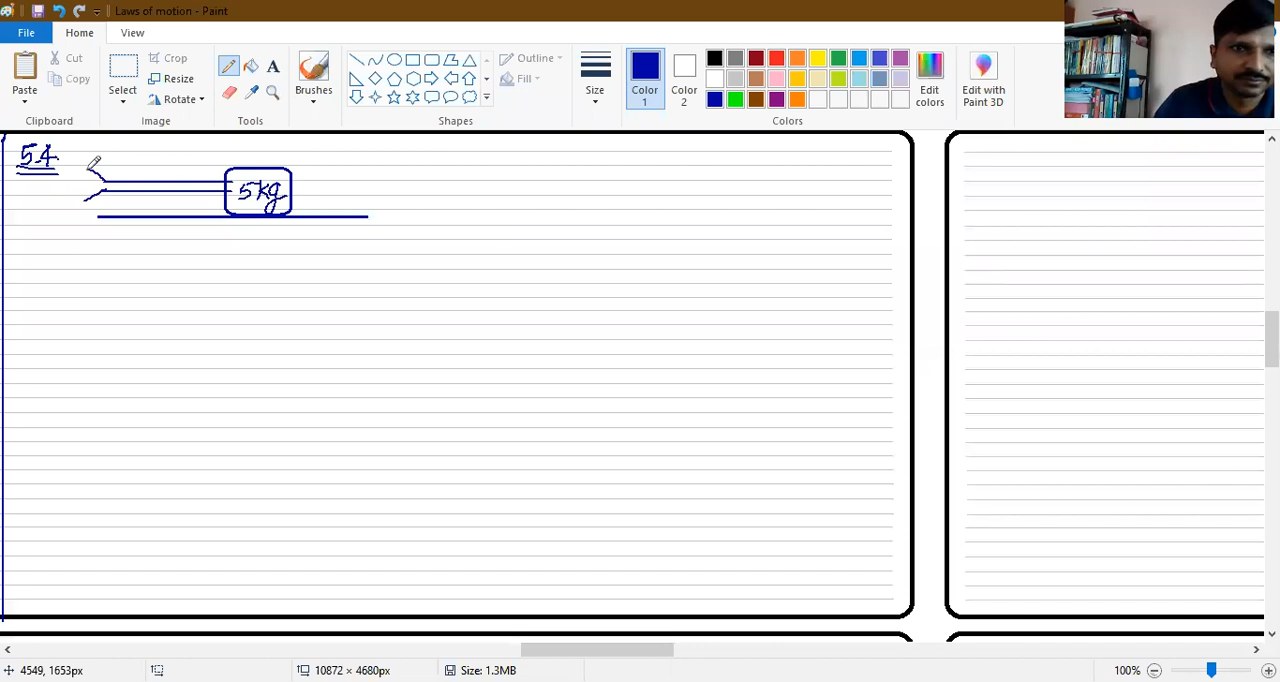 Laws of motion - Paint
File Home View
Paste
Cut
Copy
Clipboard
Select
Crop
Resize
Rotate
Image
A
Tools
Brushes
Shapes
Outline
Fill
Size
Color 1
Color 2
Edit colors
Edit with Paint 3D
Colors
54
5kg
4549, 1653px
10872 × 4680px
Size: 1.3MB
100%